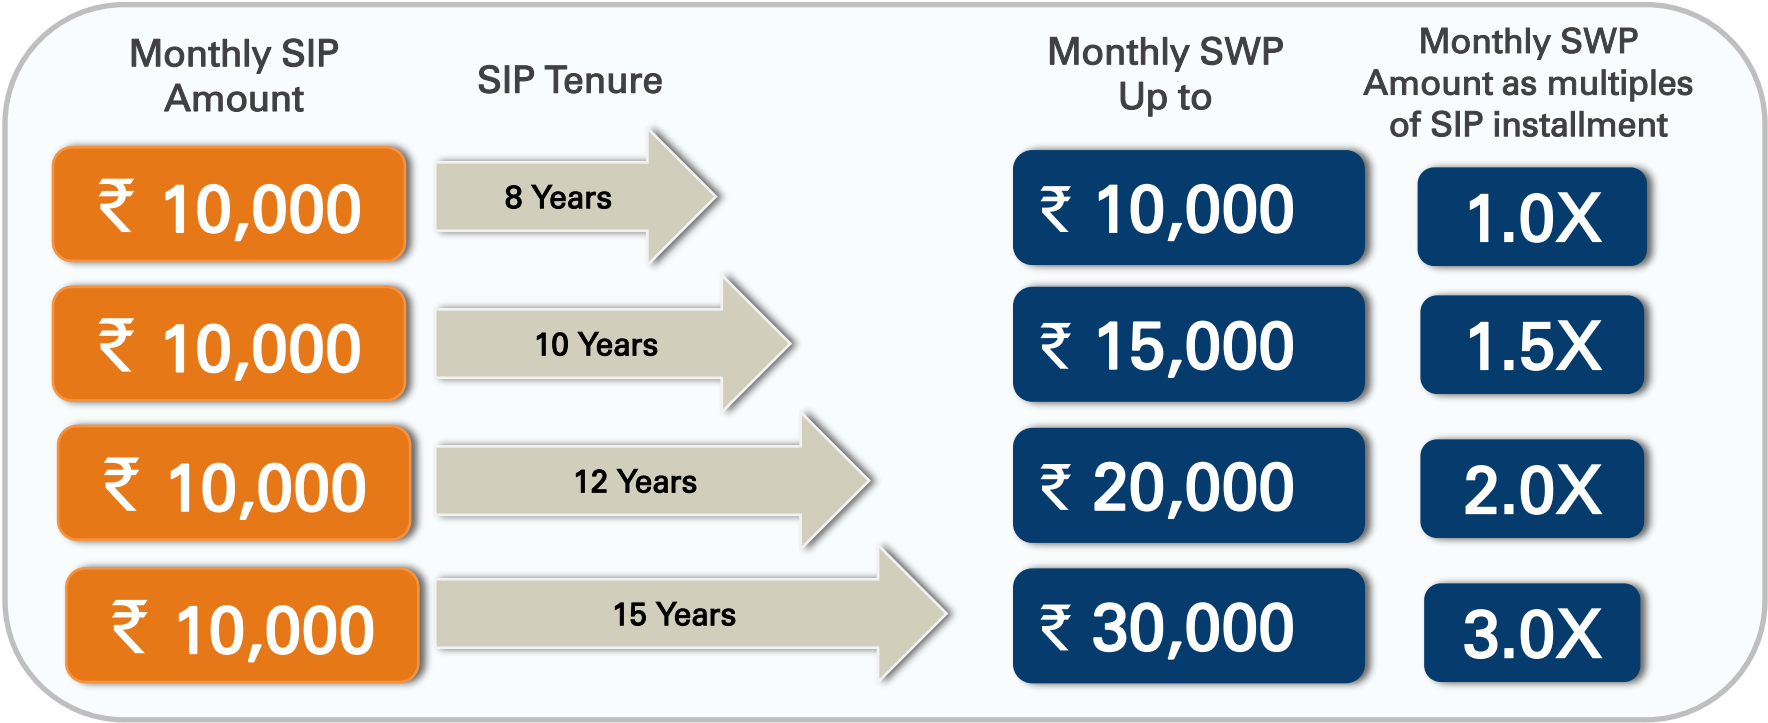 Monthly SIP
Amount
SIP Tenure
Monthly SWP
Up to
Monthly SWP
Amount as multiples
of SIP installment
₹ 10,000
8 Years
₹ 10,000
1.0X
₹ 10,000
10 Years
₹ 15,000
1.5X
₹ 10,000
12 Years
₹ 20,000
2.0X
₹ 10,000
15 Years
₹ 30,000
3.0X